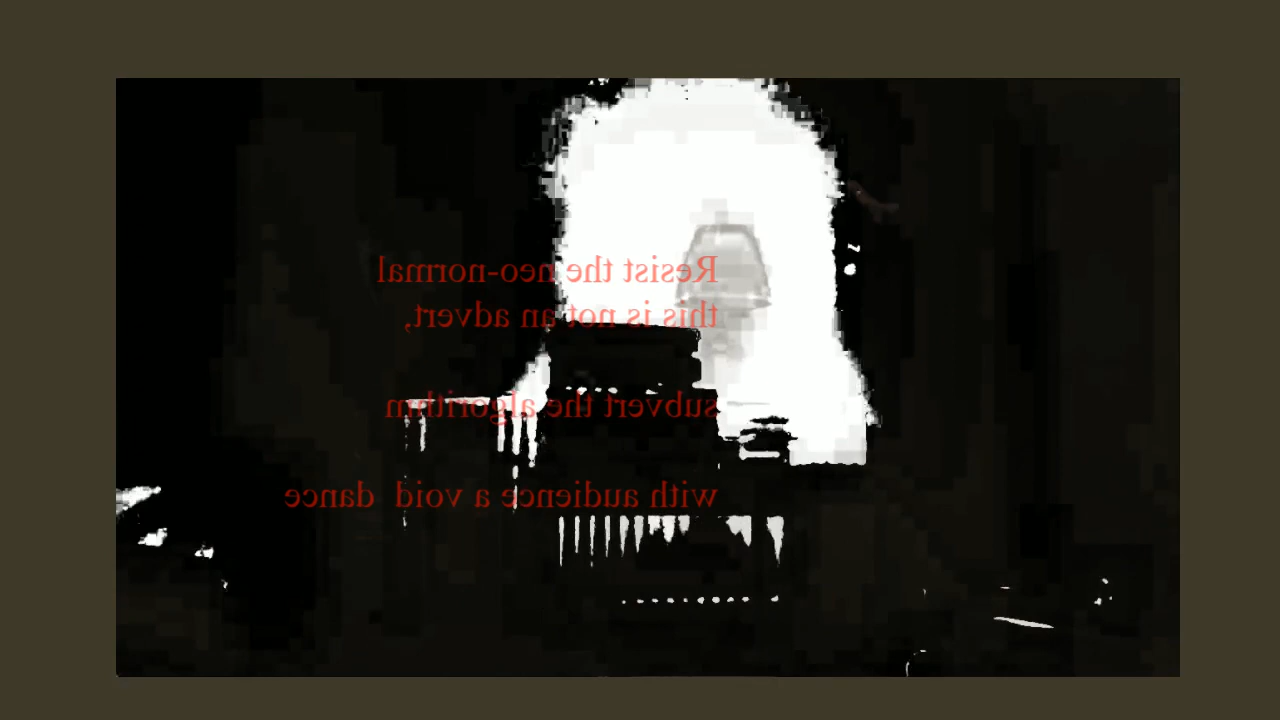 Resist the neo-normal
this is not an advert,
subvert the algorithm
with audience a void dance